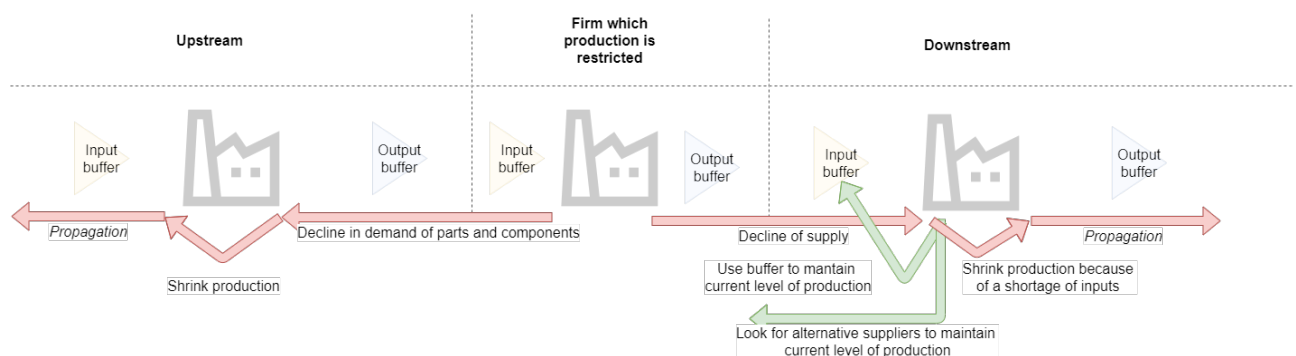 Upstream
Firm which
production is
restricted
Downstream
Input
buffer
Output
buffer
Input
buffer
Output
buffer
Input
buffer
Output
buffer
Propagation
Decline in demand of parts and components
Decline of supply
Propagation
Shrink production
Use buffer to mantain
current level of production
Shrink production because
of a shortage of inputs
Look for alternative suppliers to maintain
current level of production